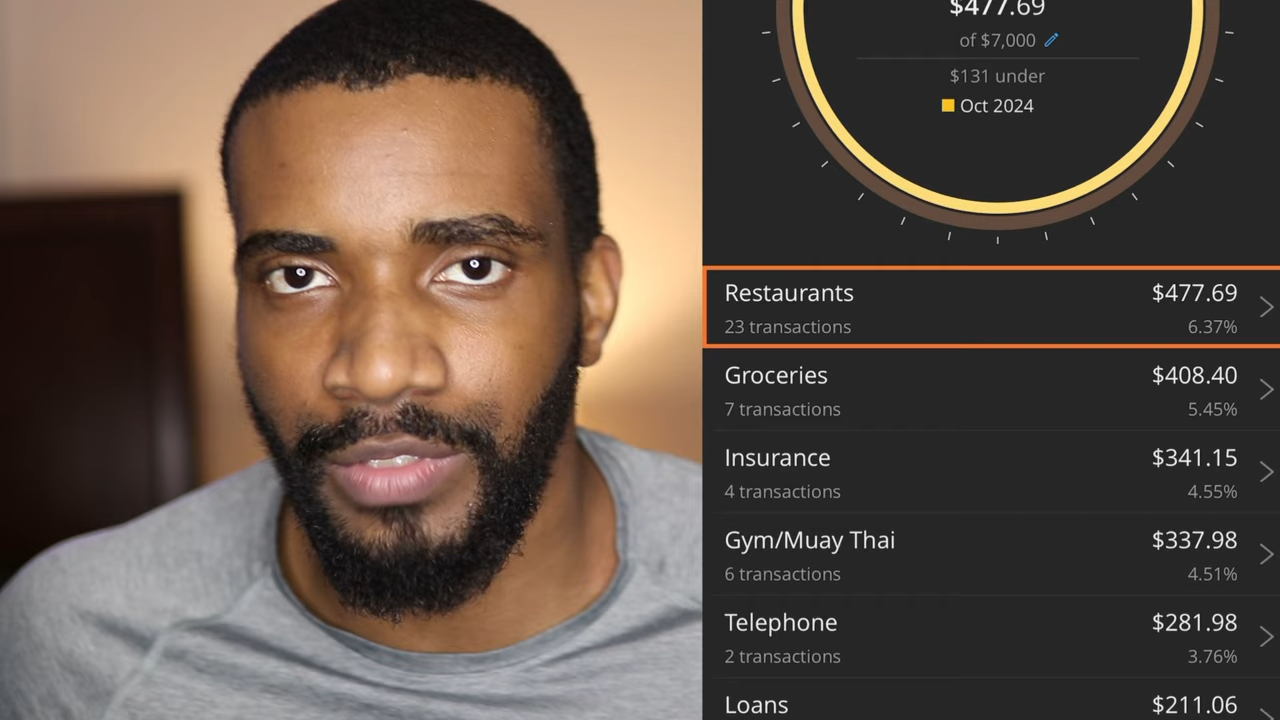 $477.69
of $7,000
$131 under
Oct 2024
Restaurants $477.69
23 transactions 6.37%
Groceries $408.40
7 transactions 5.45%
Insurance $341.15
4 transactions 4.55%
Gym/Muay Thai $337.98
6 transactions 4.51%
Telephone $281.98
2 transactions 3.76%
Loans $211.06